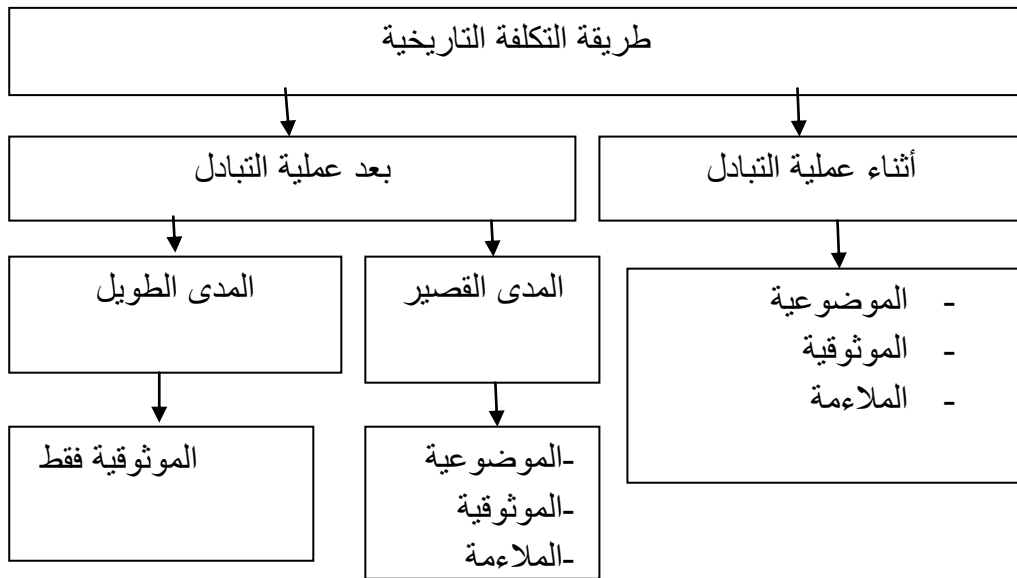 طريقة التكلفة التاريخية
أثناء عملية التبادل
بعد عملية التبادل
- الموضوعية
- الموثوقية
- الملاءمة
المدى القصير
المدى الطويل
-الموضوعية
-الموثوقية
-الملاءمة
الموثوقية فقط